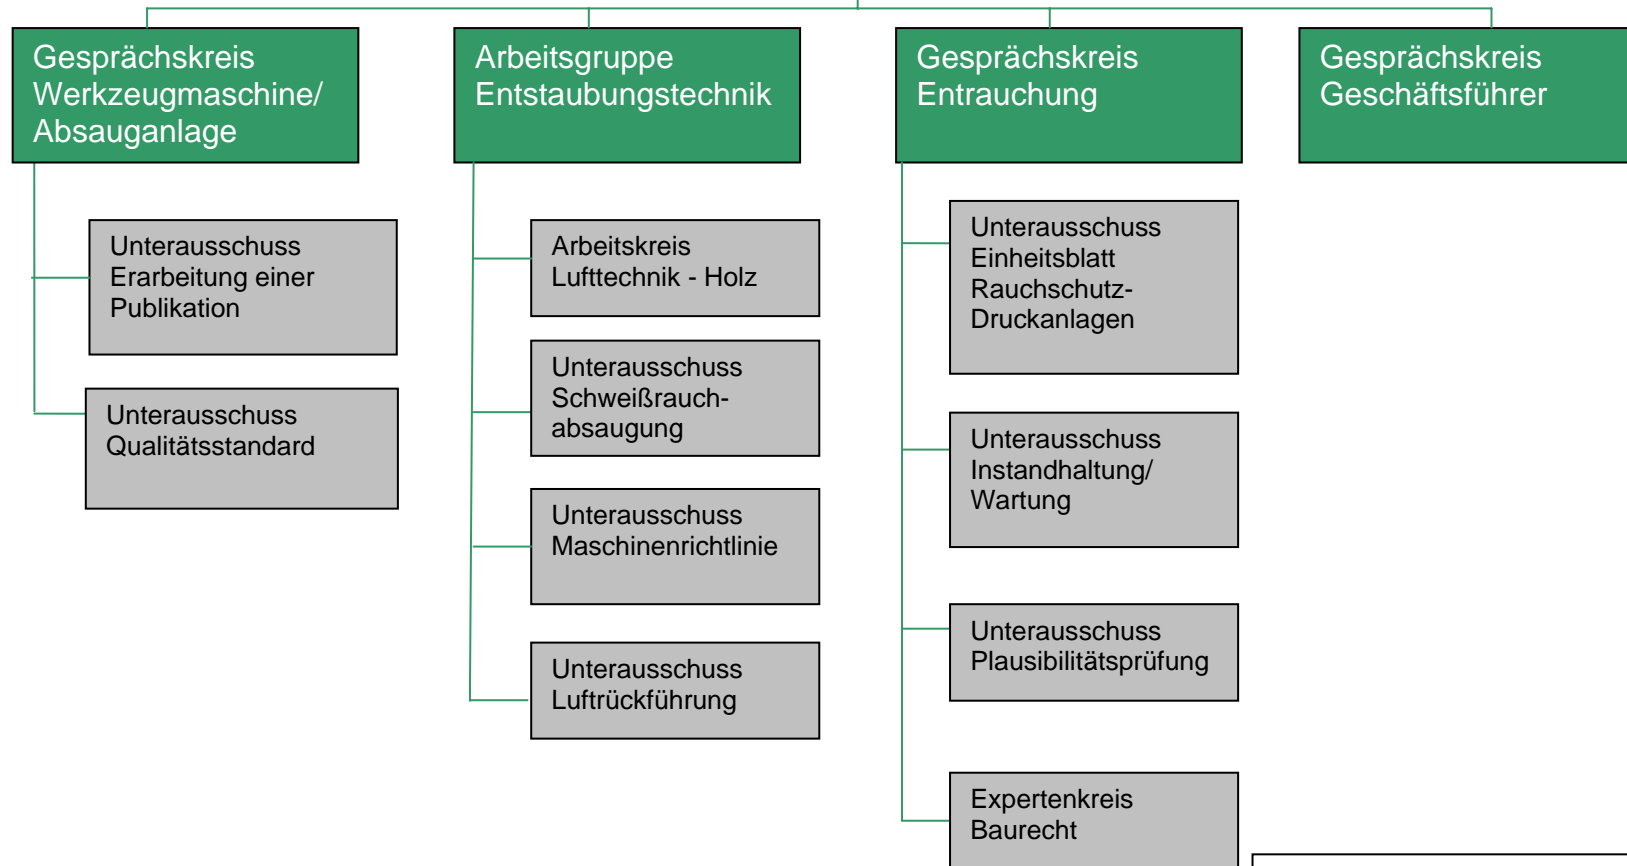 Gesprächskreis
Werkzeugmaschine/
Absauganlage
Unterausschuss
Erarbeitung einer
Publikation
Unterausschuss
Qualitätsstandard
Arbeitsgruppe
Entstaubungstechnik
Arbeitskreis
Lufttechnik - Holz
Unterausschuss
Schweißrauch-
absaugung
Unterausschuss
Maschinenrichtlinie
Unterausschuss
Luftrückführung
Gesprächskreis
Entrauchung
Unterausschuss
Einheitsblatt
Rauchschutz-
Druckanlagen
Unterausschuss
Instandhaltung/
Wartung
Unterausschuss
Plausibilitätsprüfung
Expertenkreis
Baurecht
Gesprächskreis
Geschäftsführer